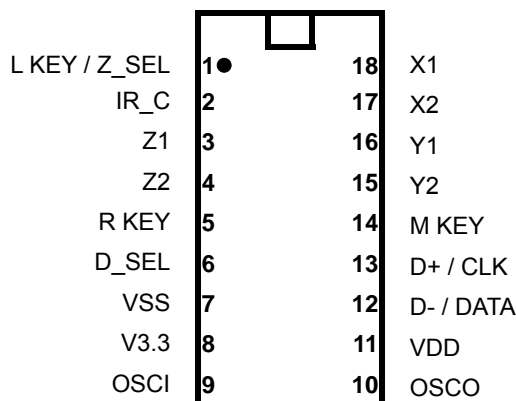 L KEY / Z_SEL 1 18 X1
IR_C 2 17 X2
Z1 3 16 Y1
Z2 4 15 Y2
R KEY 5 14 M KEY
D_SEL 6 13 D+ / CLK
VSS 7 12 D- / DATA
V3.3 8 11 VDD
OSCI 9 10 OSCO